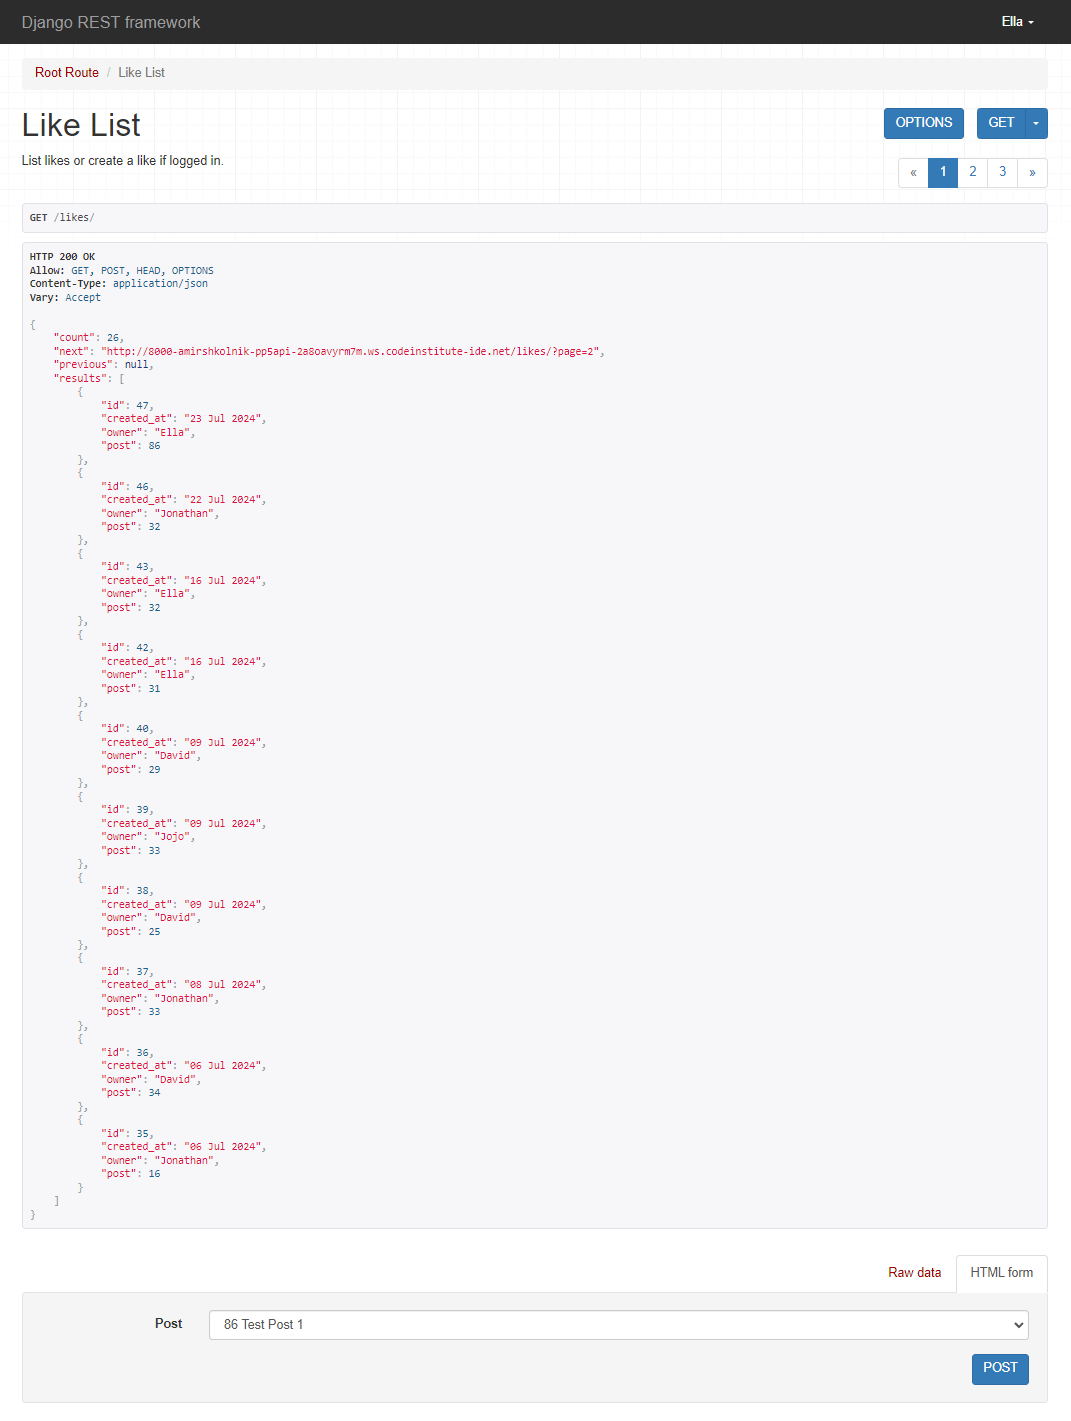 Django REST framework
Ella
Root Route / Like List
Like List
OPTIONS
GET
List likes or create a like if logged in.
« 1 2 3 »
GET /likes/
HTTP 200 OK
Allow: GET, POST, HEAD, OPTIONS
Content-Type: application/json
Vary: Accept
{
    "count": 26,
    "next": "http://8000-amirshkolnik-pp5api-2a8oavyrm7m.ws.codeinstitute-ide.net/likes/?page=2",
    "previous": null,
    "results": [
        {
            "id": 47,
            "created_at": "23 Jul 2024",
            "owner": "Ella",
            "post": 86
        },
        {
            "id": 46,
            "created_at": "22 Jul 2024",
            "owner": "Jonathan",
            "post": 32
        },
        {
            "id": 43,
            "created_at": "16 Jul 2024",
            "owner": "Ella",
            "post": 32
        },
        {
            "id": 42,
            "created_at": "16 Jul 2024",
            "owner": "Ella",
            "post": 31
        },
        {
            "id": 40,
            "created_at": "09 Jul 2024",
            "owner": "David",
            "post": 29
        },
        {
            "id": 39,
            "created_at": "09 Jul 2024",
            "owner": "Jojo",
            "post": 33
        },
        {
            "id": 38,
            "created_at": "09 Jul 2024",
            "owner": "David",
            "post": 25
        },
        {
            "id": 37,
            "created_at": "08 Jul 2024",
            "owner": "Jonathan",
            "post": 33
        },
        {
            "id": 36,
            "created_at": "06 Jul 2024",
            "owner": "David",
            "post": 34
        },
        {
            "id": 35,
            "created_at": "06 Jul 2024",
            "owner": "Jonathan",
            "post": 16
        }
    ]
}
Raw data
HTML form
Post
86 Test Post 1
POST